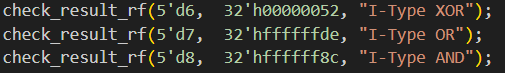 check_result_rf(5'd6,  32'h00000052, "I-Type XOR");
check_result_rf(5'd7,  32'hffffffde, "I-Type OR");
check_result_rf(5'd8,  32'hffffff8c, "I-Type AND");